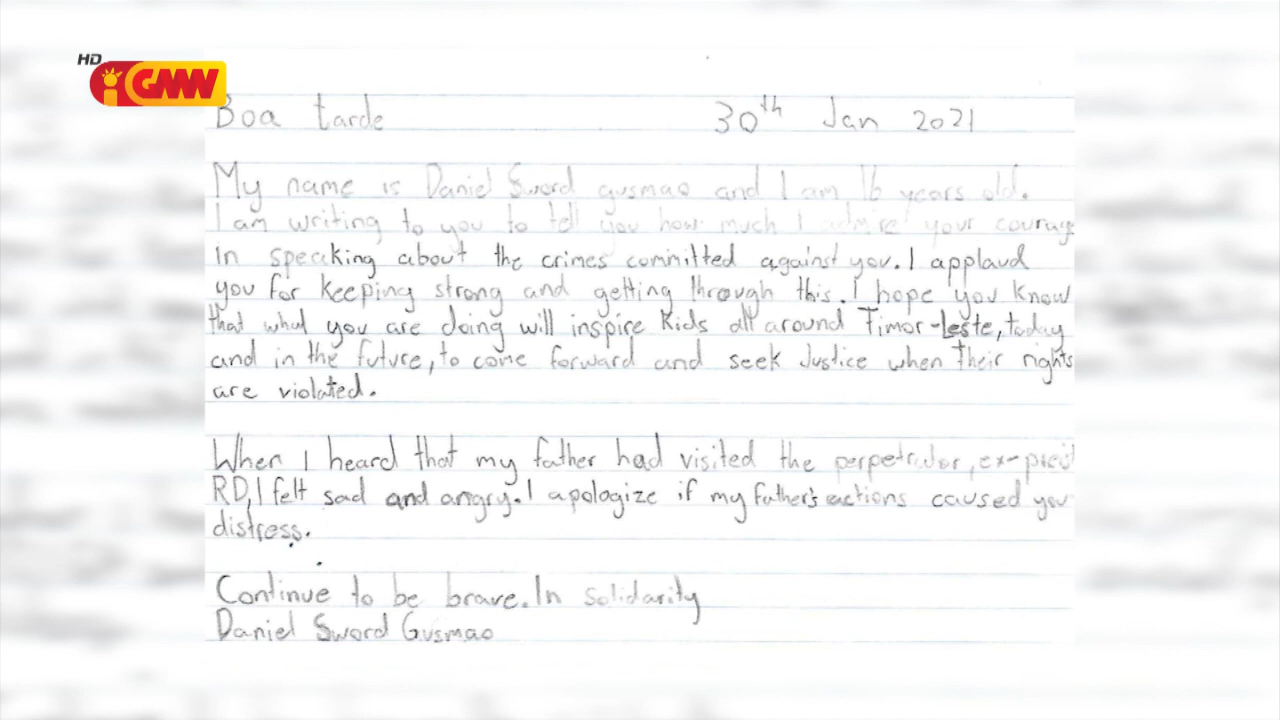 HD
iGMW
Boa tarde 30th Jan 2021
My name is Daniel Sword gusmao and I am 16 years old.
I am writing to you to tell you how much I admire your courage
in speaking about the crimes committed against you. I applaud
you for keeping strong and getting through this. I hope you know
that what you are doing will inspire kids all around Timor-Leste, today
and in the future, to come forward and seek Justice when their rights
are violated.
When I heard that my father had visited the perpetrator,
RD, I felt sad and angry. I apologize if my father's actions caused you
distress.
Continue to be brave. In solidarity
Daniel Sword Gusmao